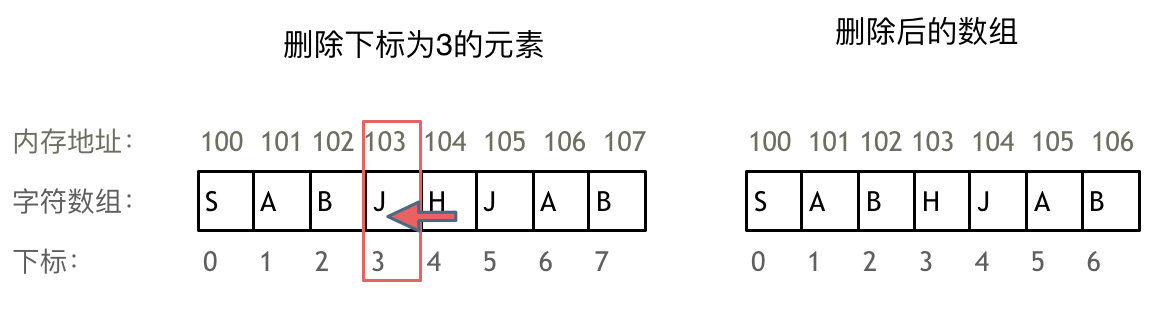 删除下标为3的元素
删除后的数组
内存地址： 100 101 102 103 104 105 106 107 100 101 102 103 104 105 106
字符数组： S A B J H J A B S A B H J A B
下标： 0 1 2 3 4 5 6 7 0 1 2 3 4 5 6